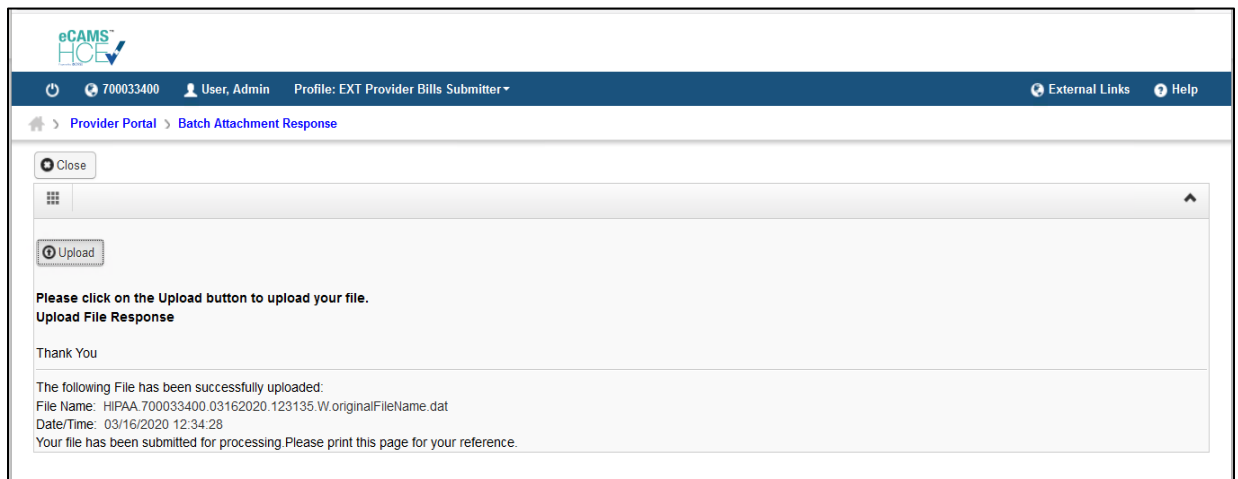 eCAMS™
HCE
700033400 User, Admin Profile: EXT Provider Bills Submitter External Links Help
Provider Portal > Batch Attachment Response
Close
Upload
Please click on the Upload button to upload your file.
Upload File Response
Thank You
The following File has been successfully uploaded:
File Name: HIPAA.700033400.03162020.123135.W.originalFileName.dat
Date/Time: 03/16/2020 12:34:28
Your file has been submitted for processing.Please print this page for your reference.